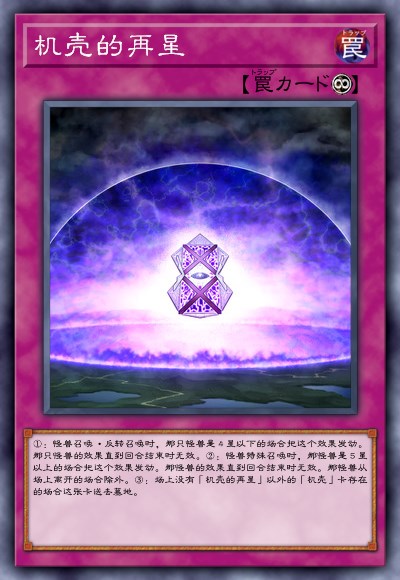 机壳的再星
トラップ
罠
トラップ
【罠カード】
①：怪兽召唤·反转召唤时，那只怪兽是4星以下的场合把这个效果发动。
那只怪兽的效果直到回合结束时无效。②：怪兽特殊召唤时，那怪兽是5星
以上的场合把这个效果发动。那怪兽的效果直到回合结束时无效。那怪兽从
场上离开的场合除外。③：场上没有「机壳的再星」以外的「机壳」卡存在
的场合这张卡送去墓地。